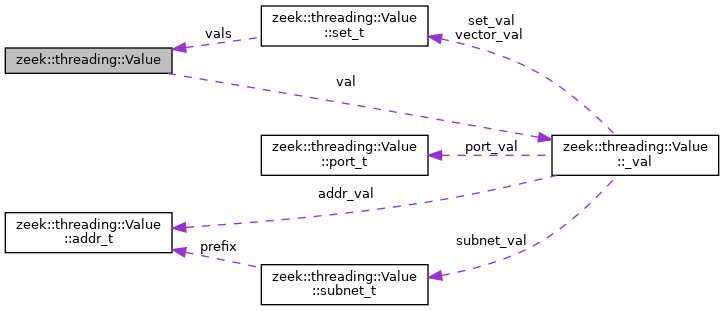 zeek::threading::Value
::set_t
set_val
vector_val
vals
zeek::threading::Value
val
zeek::threading::Value
::port_t
port_val
zeek::threading::Value
::_val
addr_val
zeek::threading::Value
::addr_t
prefix
subnet_val
zeek::threading::Value
::subnet_t